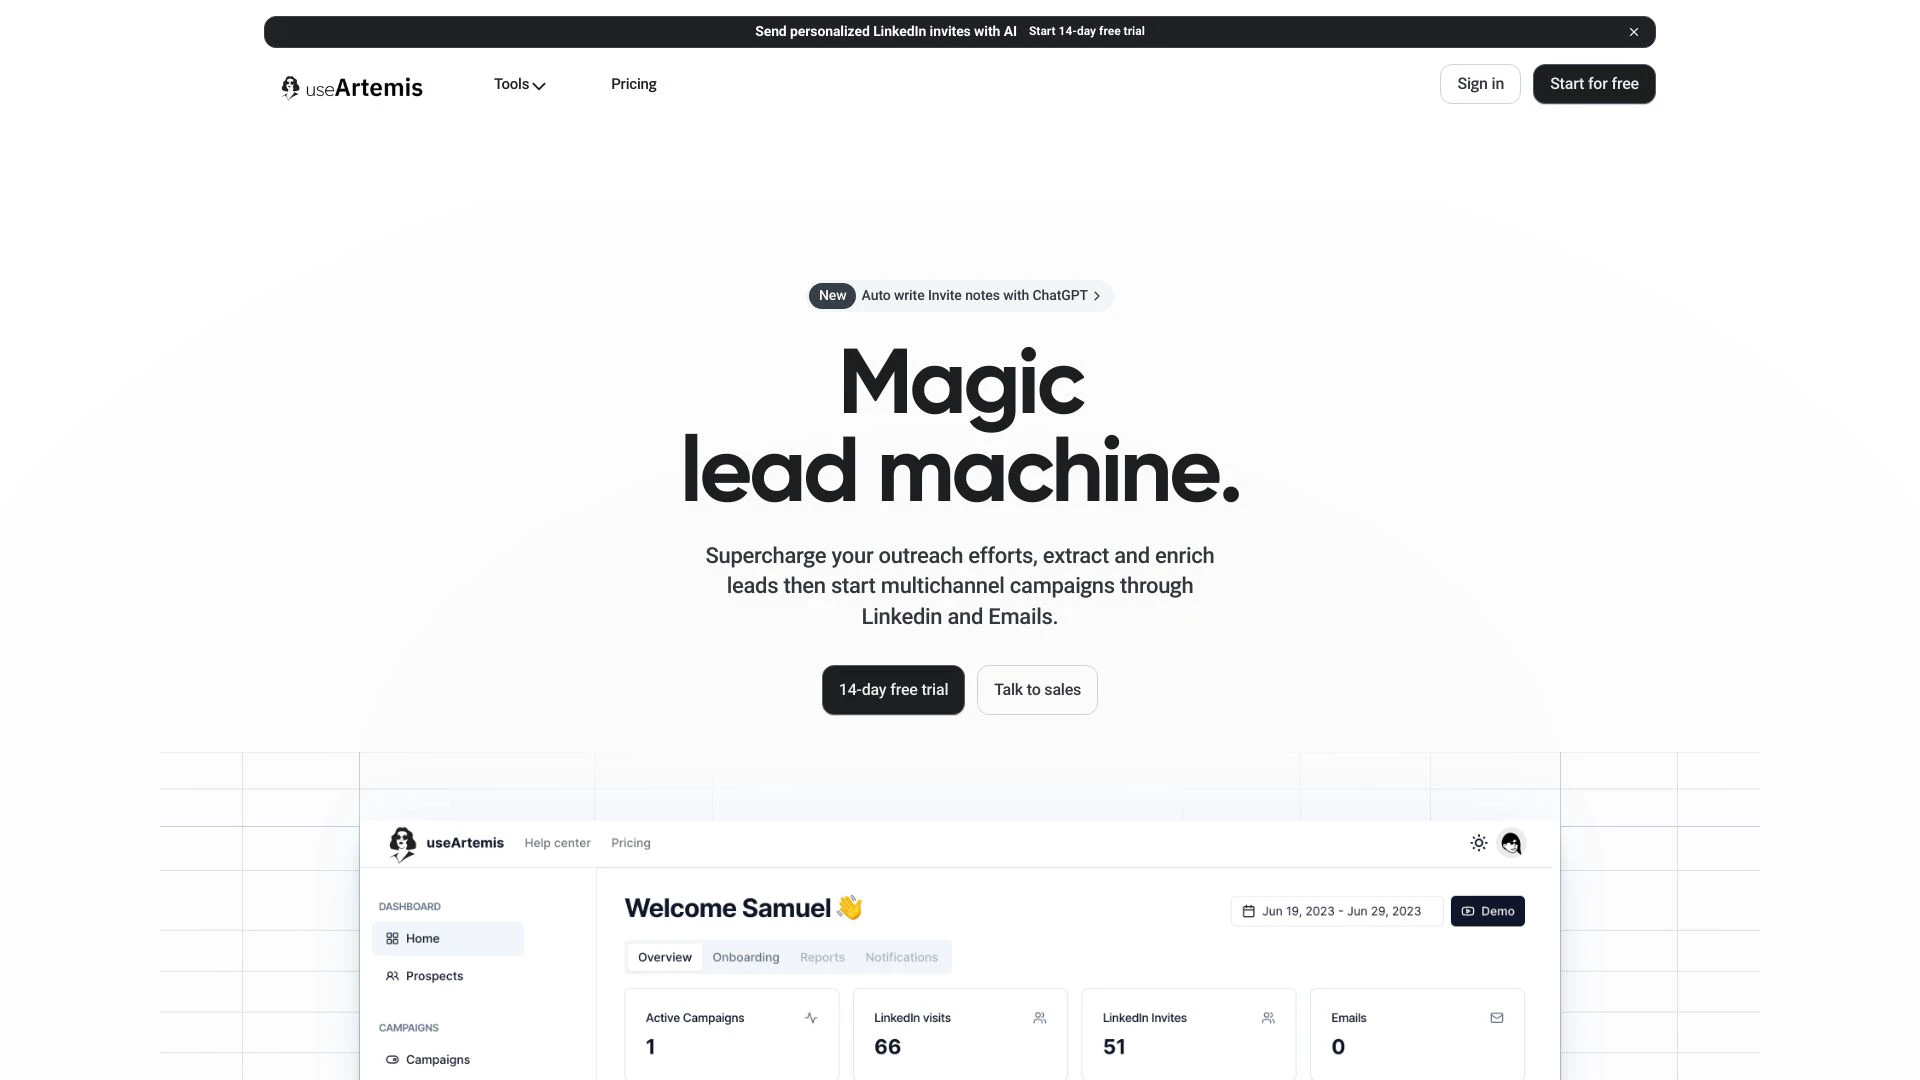 Send personalized LinkedIn invites with AI Start 14-day free trial
useArtemis Tools Pricing Sign in Start for free
New Auto write Invite notes with ChatGPT
Magic
lead machine.
Supercharge your outreach efforts, extract and enrich
leads then start multichannel campaigns through
Linkedin and Emails.
14-day free trial Talk to sales
useArtemis Help center Pricing
DASHBOARD
Home
Prospects
CAMPAIGNS
Campaigns
Welcome Samuel 👋
Jun 19, 2023 - Jun 29, 2023 Demo
Overview Onboarding Reports Notifications
Active Campaigns
1
LinkedIn visits
66
LinkedIn Invites
51
Emails
0